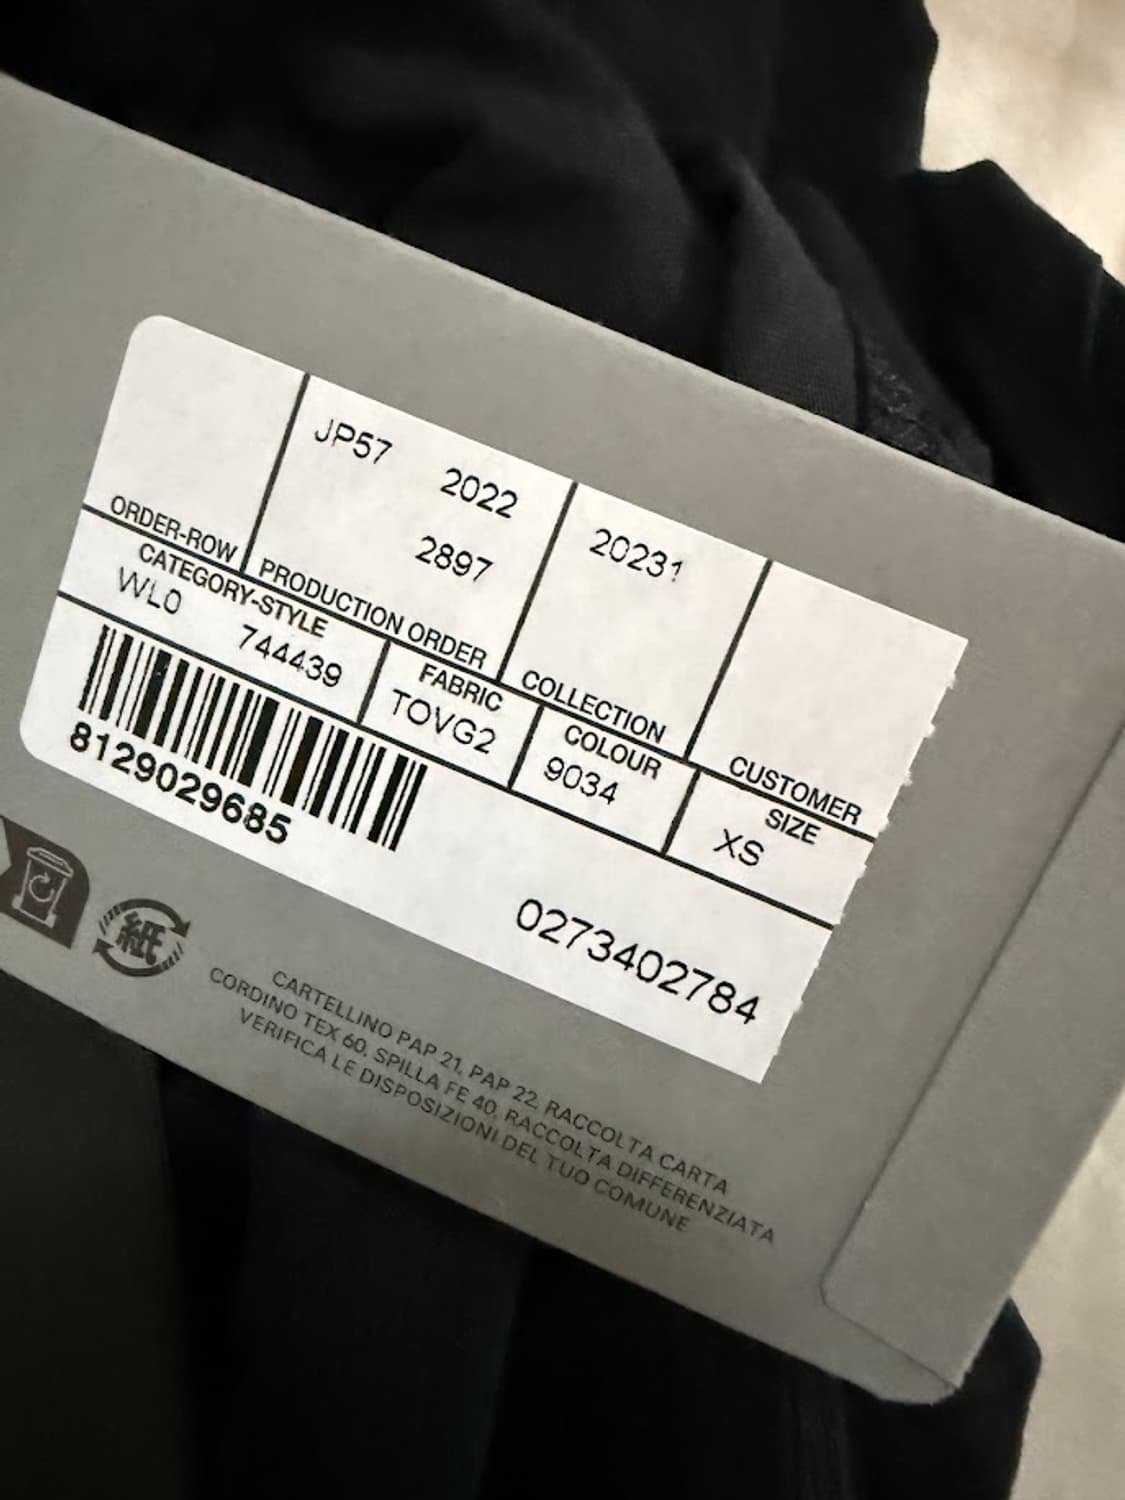 JP57 2022
2897
20231
ORDER-ROW
PRODUCTION ORDER
COLLECTION
CUSTOMER
CATEGORY-STYLE
WL0 744439
FABRIC
TOVG2
COLOUR
9034
SIZE
XS
8129029685
0273402784
紙
CARTELLINO PAP 21, PAP 22, RACCOLTA CARTA
CORDINO TEX 60, SPILLA FE 40, RACCOLTA DIFFERENZIATA
VERIFICA LE DISPOSIZIONI DEL TUO COMUNE